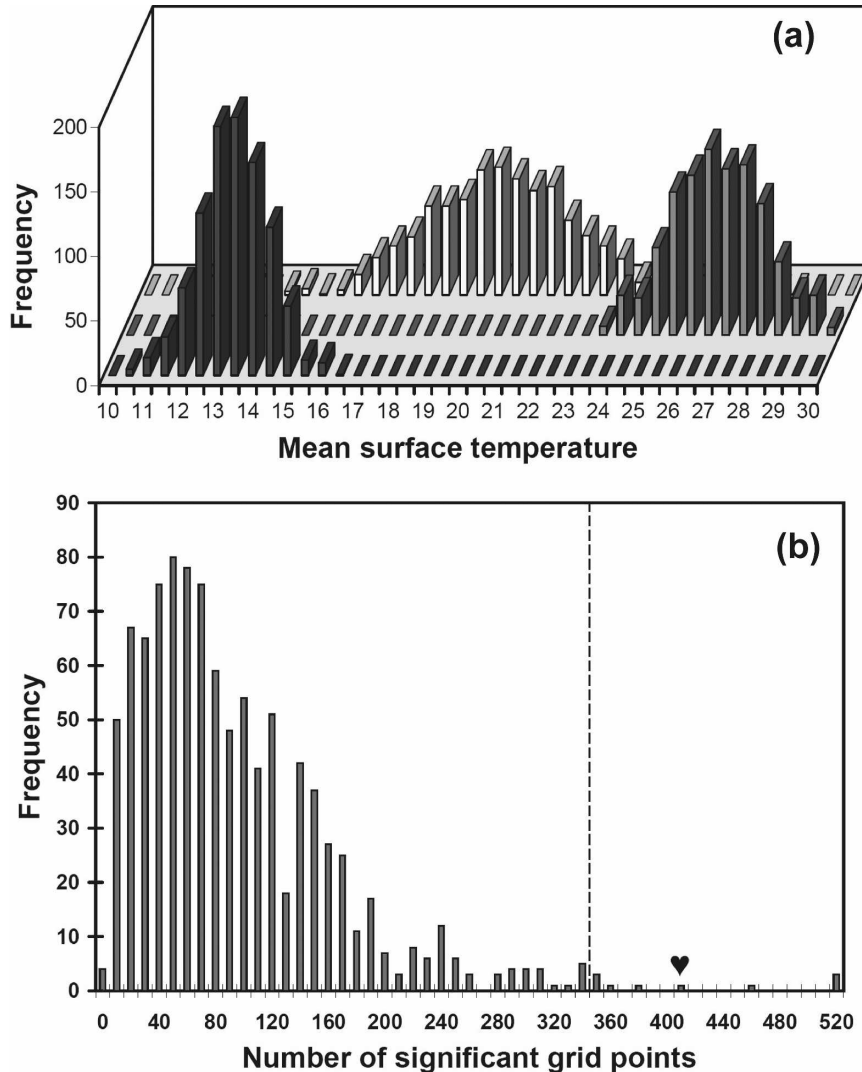 (a)
200
150
100
50
0
Frequency
10 11 12 13 14 15 16 17 18 19 20 21 22 23 24 25 26 27 28 29 30
Mean surface temperature
(b)
90
80
70
60
50
40
30
20
10
0
Frequency
0 40 80 120 160 200 240 280 320 360 400 440 480 520
Number of significant grid points